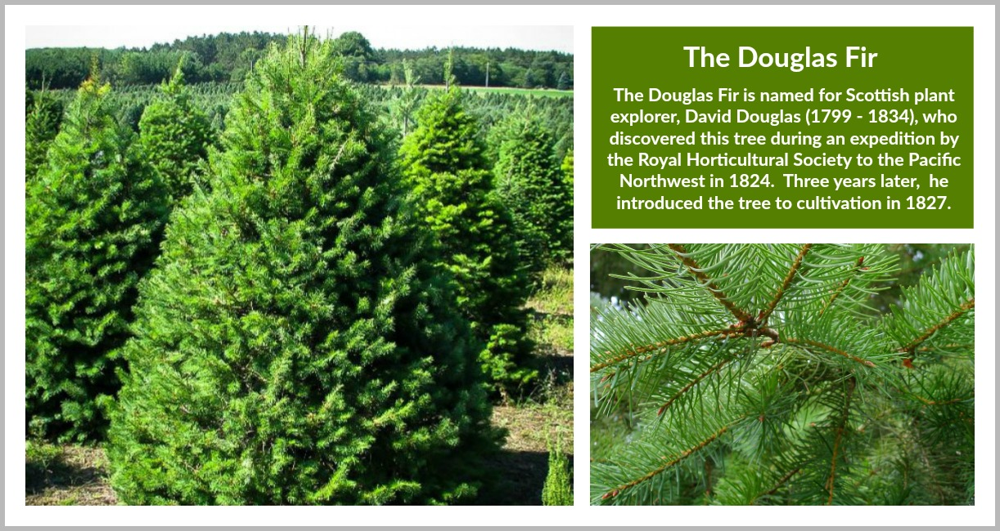 The Douglas Fir
The Douglas Fir is named for Scottish plant
explorer, David Douglas (1799 - 1834), who
discovered this tree during an expedition by
the Royal Horticultural Society to the Pacific
Northwest in 1824.  Three years later,  he
introduced the tree to cultivation in 1827.